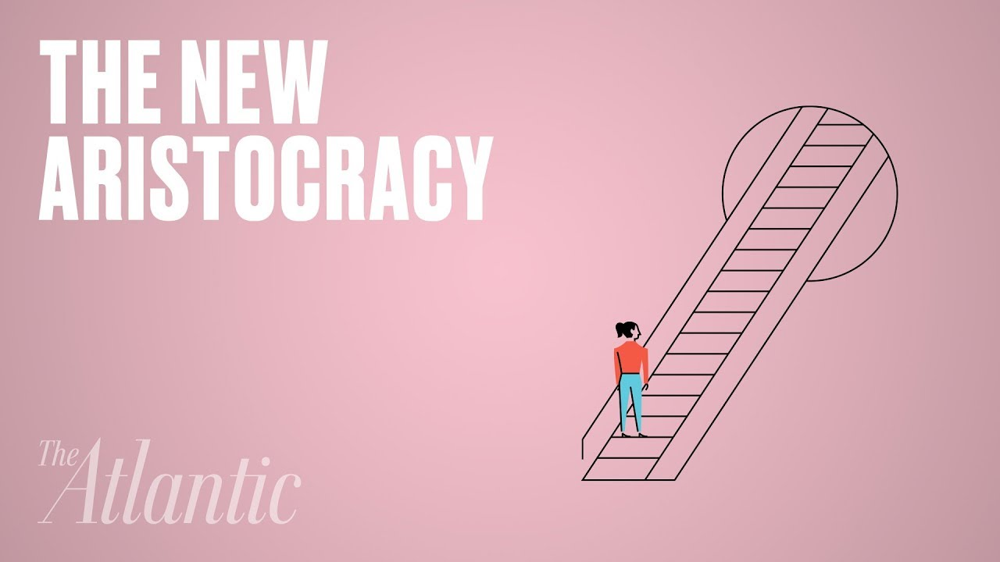 THE NEW
ARISTOCRACY
The
Atlantic